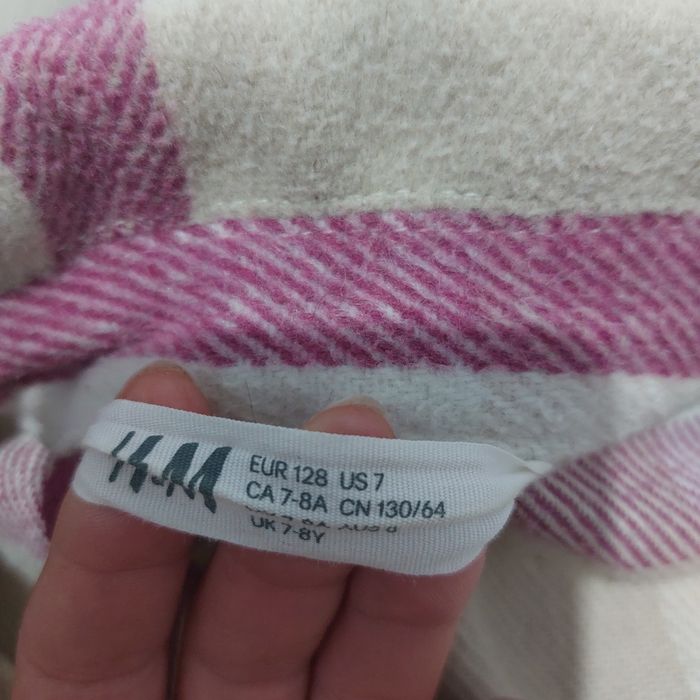 H&M
EUR 128 US 7
CA 7-8A CN 130/64
UK 7-8Y